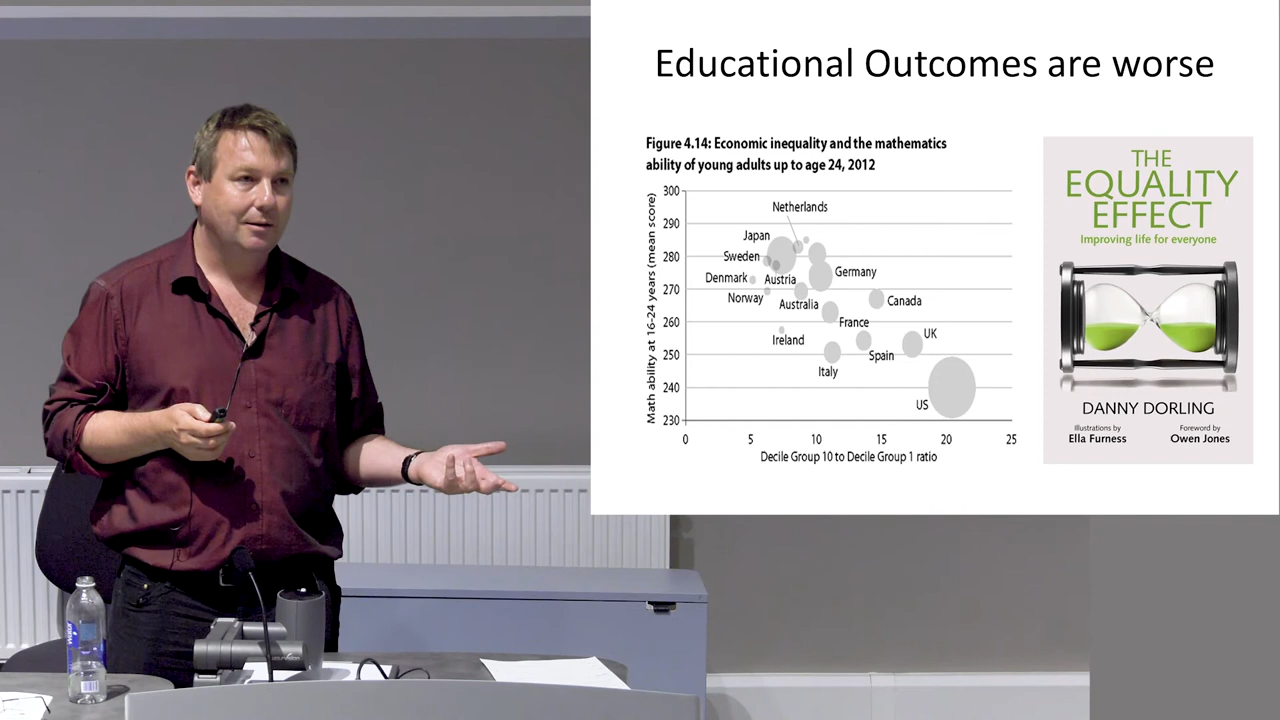 Educational Outcomes are worse
Figure 4.14: Economic inequality and the mathematics
ability of young adults up to age 24, 2012
Math ability at 16-24 years (mean score)
300
290
280
270
260
250
240
230
Netherlands
Japan
Sweden
Denmark
Austria
Germany
Norway
Australia
Canada
France
UK
Ireland
Spain
Italy
US
0 5 10 15 20 25
Decile Group 10 to Decile Group 1 ratio
THE
EQUALITY
EFFECT
Improving life for everyone
DANNY DORLING
Illustrations by
Ella Furness
Foreword by
Owen Jones